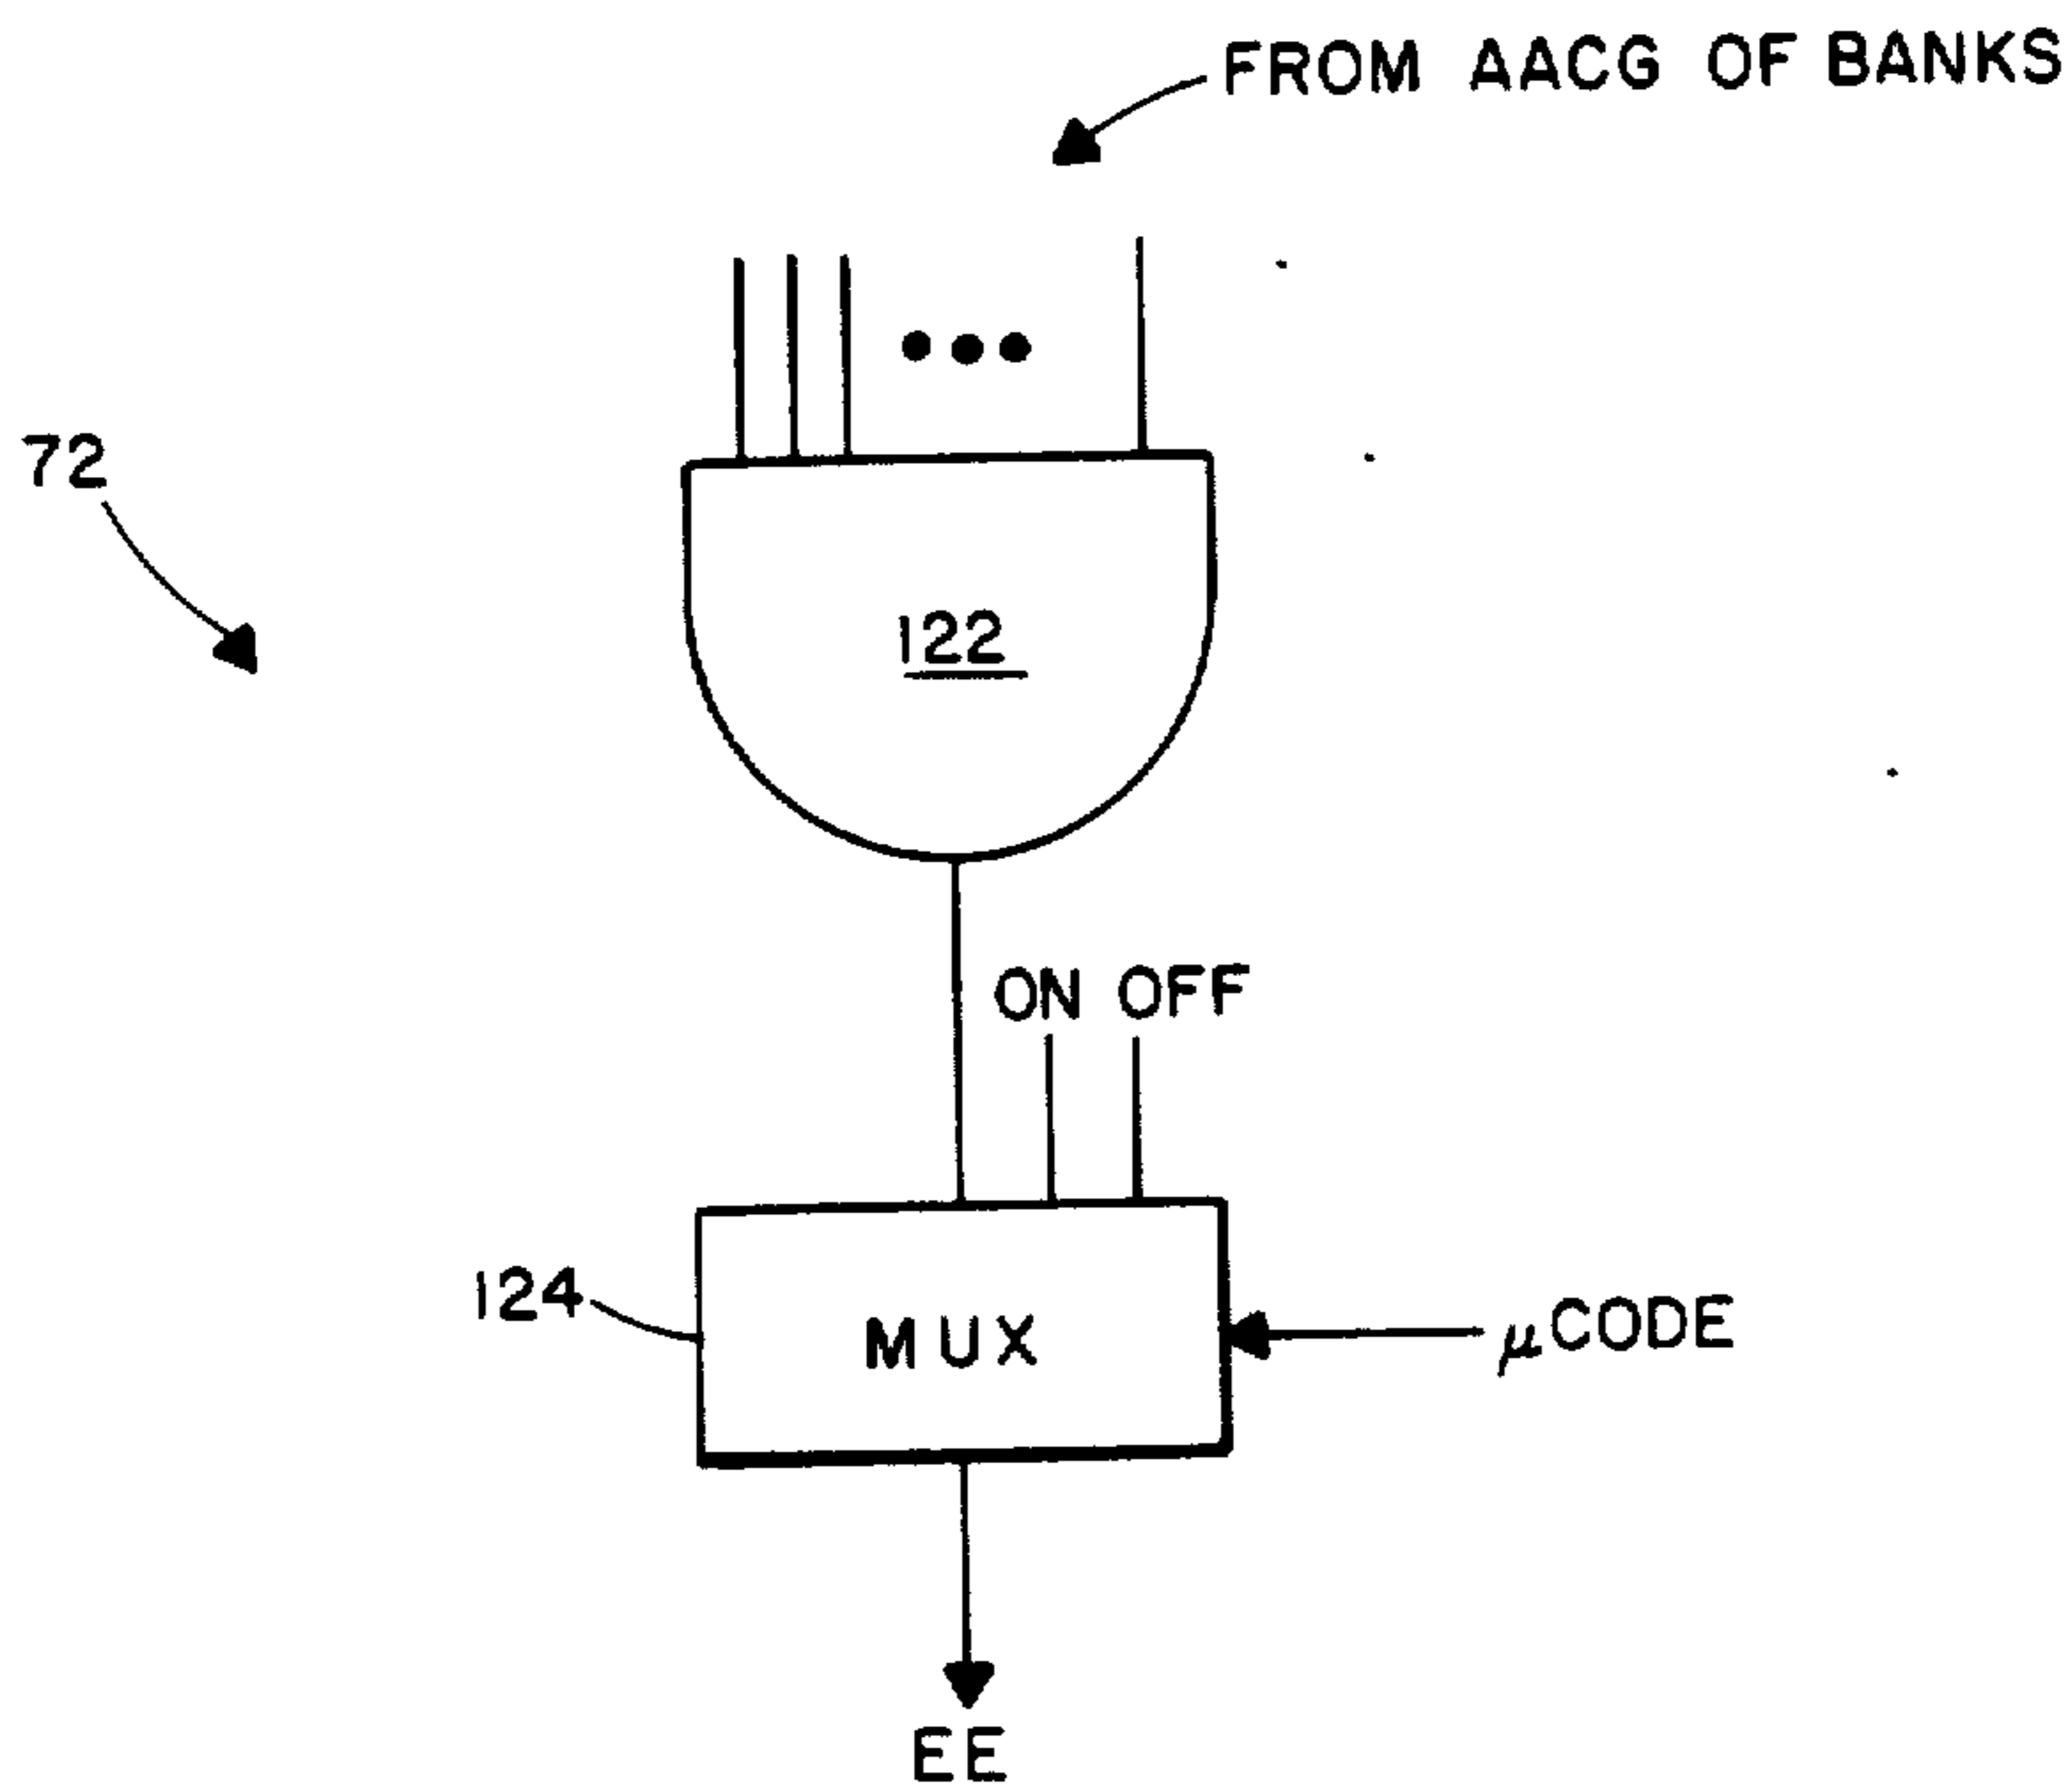 FROM AACG OF BANKS
72
122
ON OFF
124
MUX
μCODE
EE